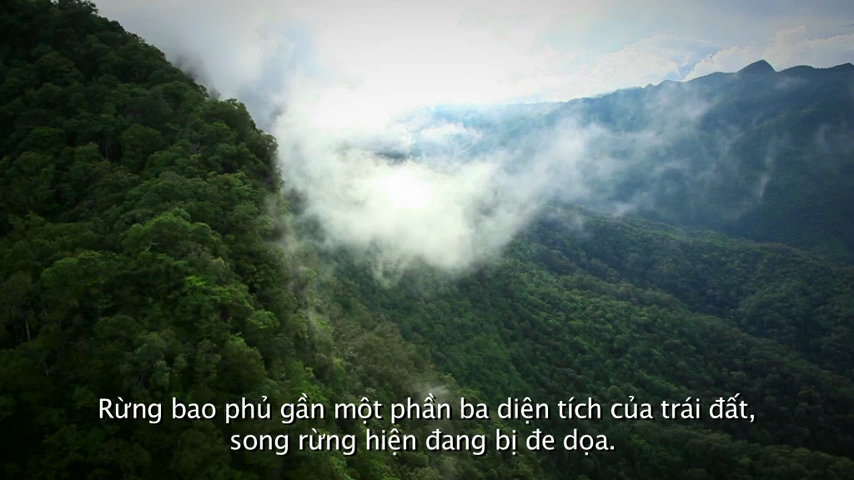 Rừng bao phủ gần một phần ba diện tích của trái đất,
song rừng hiện đang bị đe dọa.